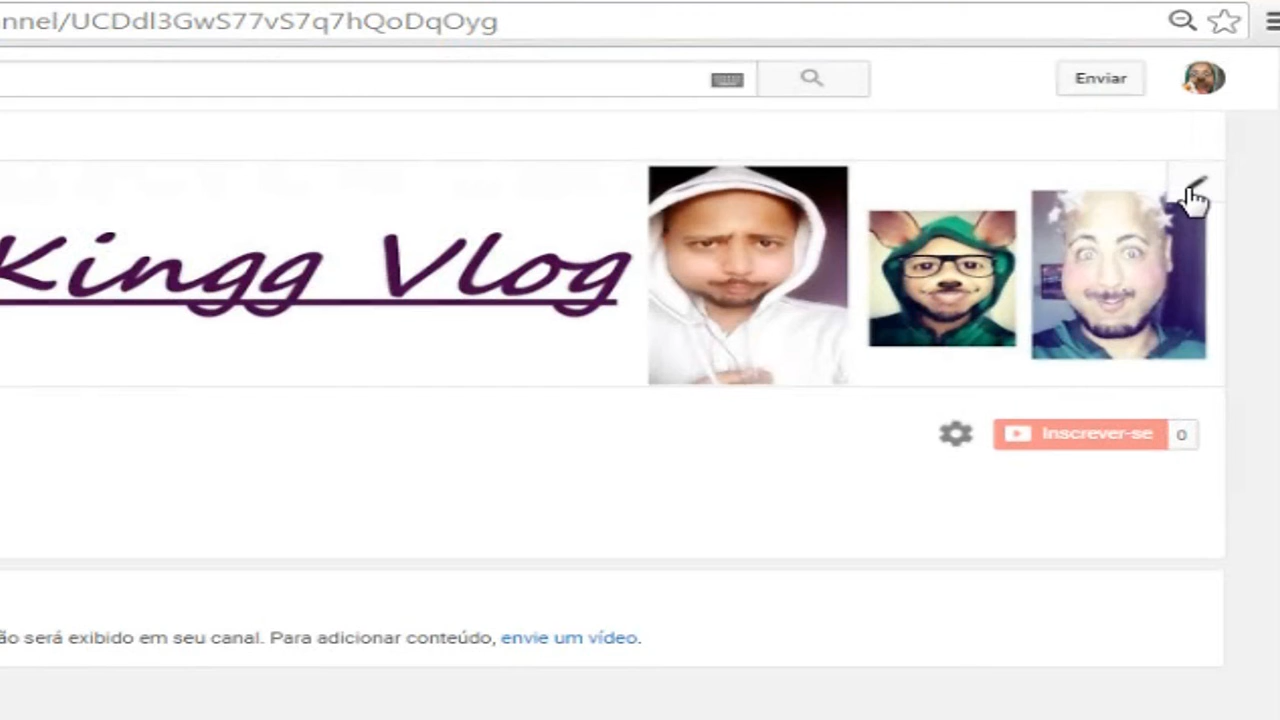 nnel/UCDdl3GwS77vS7q7hQoDqOyg
Enviar
Kingg Vlog
Inscrever-se 0
ão será exibido em seu canal. Para adicionar conteúdo, envie um vídeo.